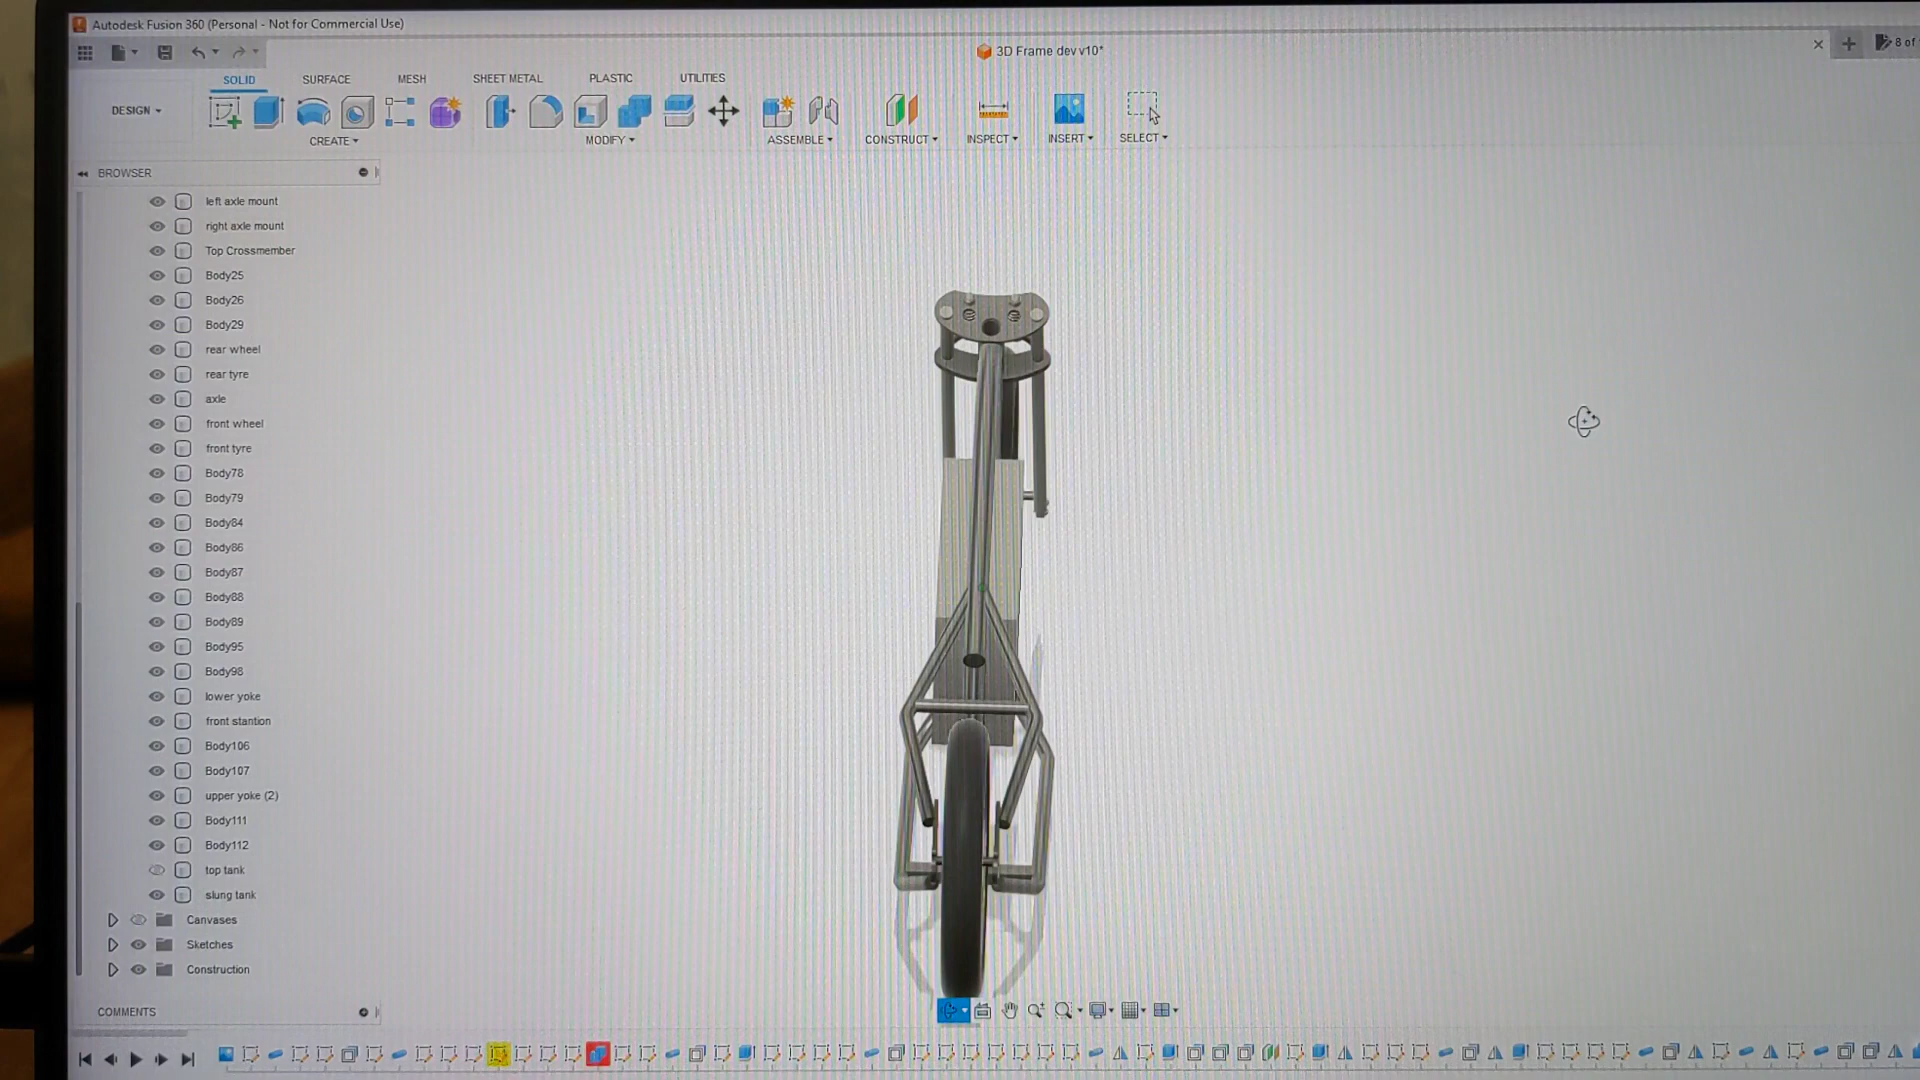 Autodesk Fusion 360 (Personal - Not for Commercial Use)
3D Frame dev v10*
8 of
SOLID
SURFACE
MESH
SHEET METAL
PLASTIC
UTILITIES
DESIGN
CREATE
MODIFY
ASSEMBLE
CONSTRUCT
INSPECT
INSERT
SELECT
BROWSER
left axle mount
right axle mount
Top Crossmember
Body25
Body26
Body29
rear wheel
rear tyre
axle
front wheel
front tyre
Body78
Body79
Body84
Body86
Body87
Body88
Body89
Body95
Body98
lower yoke
front stantion
Body106
Body107
upper yoke (2)
Body111
Body112
top tank
slung tank
Canvases
Sketches
Construction
COMMENTS